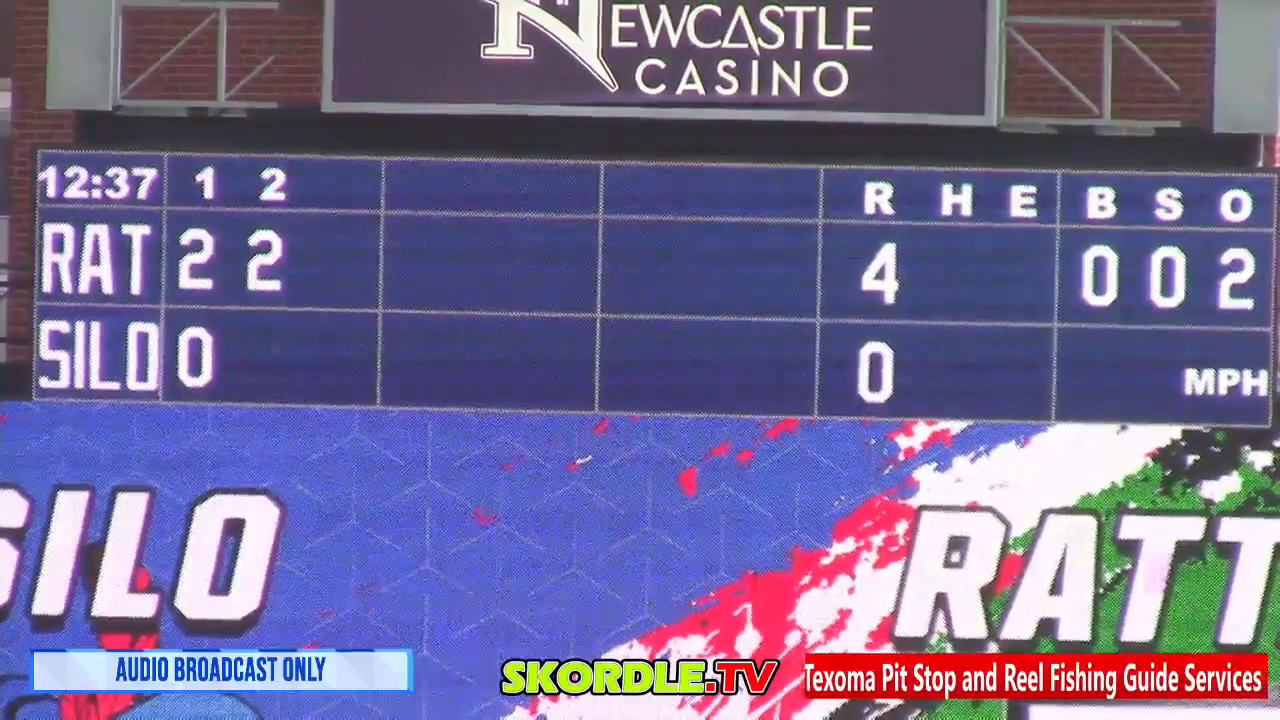 NEWCASTLE
CASINO
12:37 1 2 R H E B S O
RAT 2 2 4 0 0 2
SILO 0 0 MPH
SILO
RATT
AUDIO BROADCAST ONLY
SKORDLE.TV
Texoma Pit Stop and Reel Fishing Guide Services